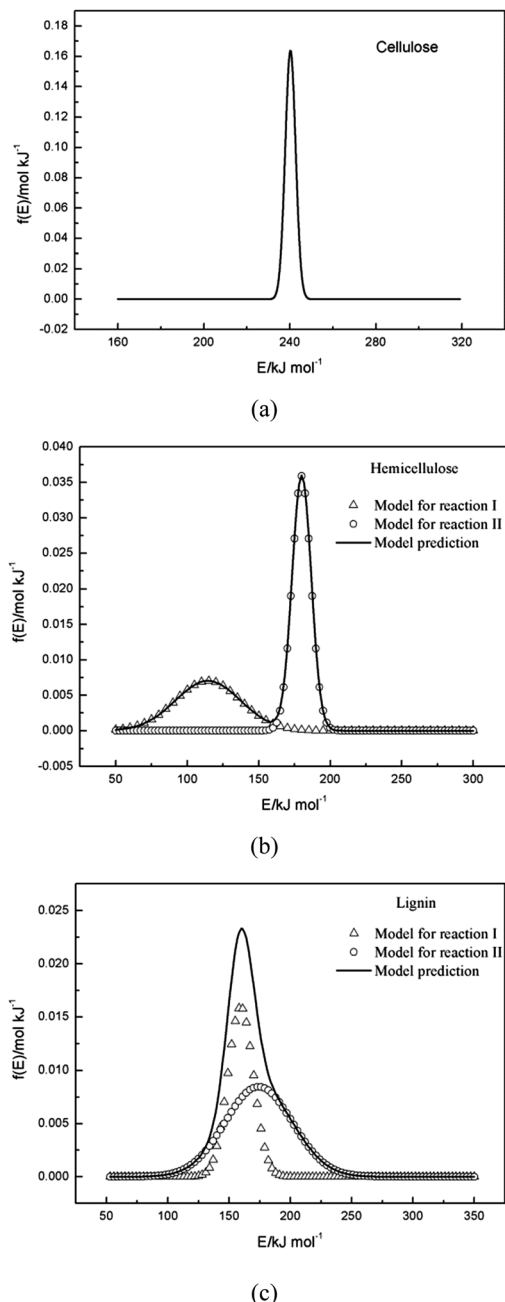 Cellulose
f(E)/mol kJ⁻¹
0.16
0.14
0.12
0.10
0.08
0.06
0.04
0.02
0.00
-0.02
160 200 240 280 320
E/kJ mol⁻¹
(a)
Hemicellulose
Model for reaction I
Model for reaction II
Model prediction
f(E)/mol kJ⁻¹
0.040
0.035
0.030
0.025
0.020
0.015
0.010
0.005
0.000
-0.005
50 100 150 200 250 300
E/kJ mol⁻¹
(b)
Lignin
Model for reaction I
Model for reaction II
Model prediction
f(E)/mol kJ⁻¹
0.025
0.020
0.015
0.010
0.005
0.000
50 100 150 200 250 300 350
E/kJ mol⁻¹
(c)